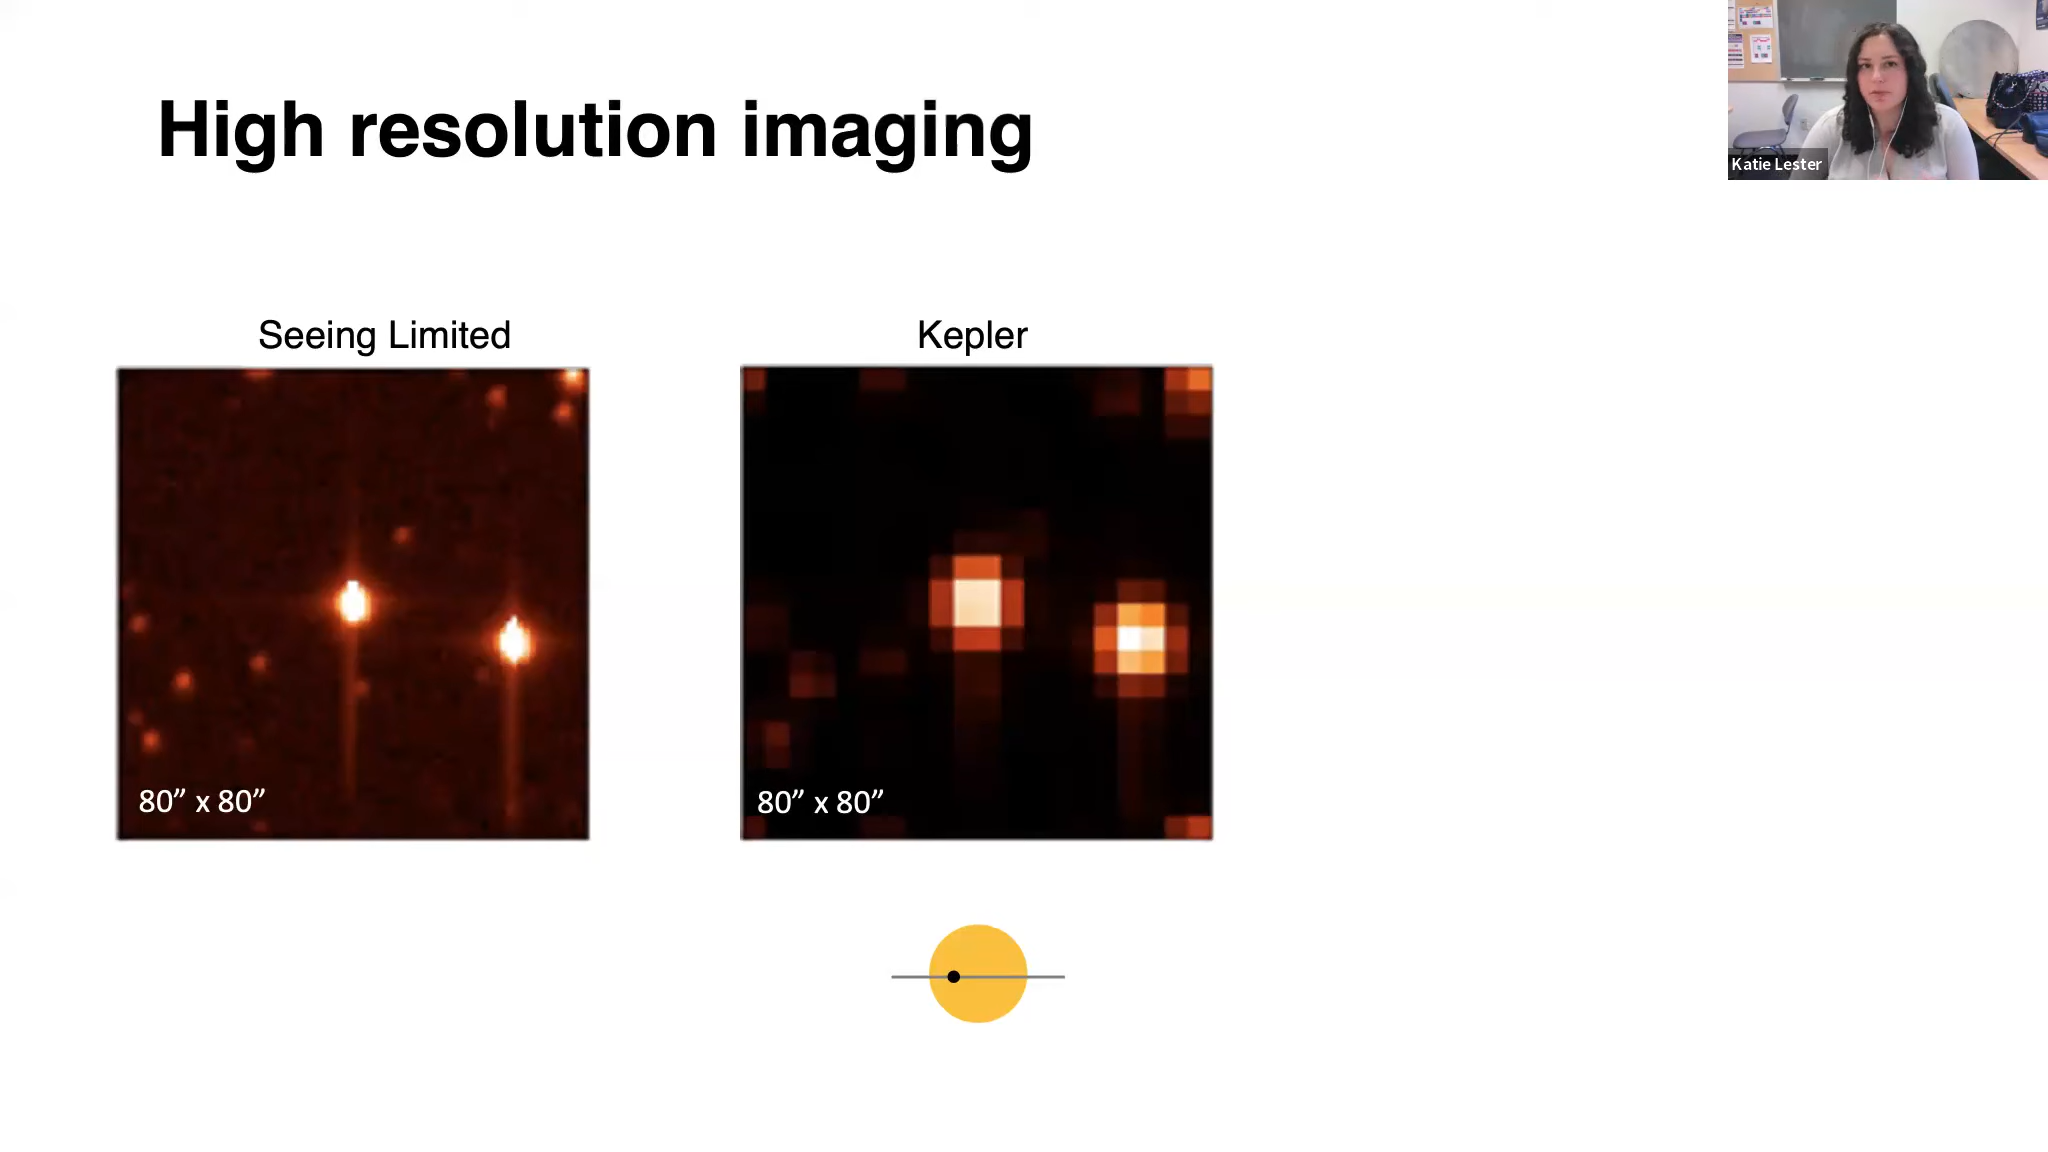 High resolution imaging
Katie Lester
Seeing Limited
Kepler
80” x 80”
80” x 80”